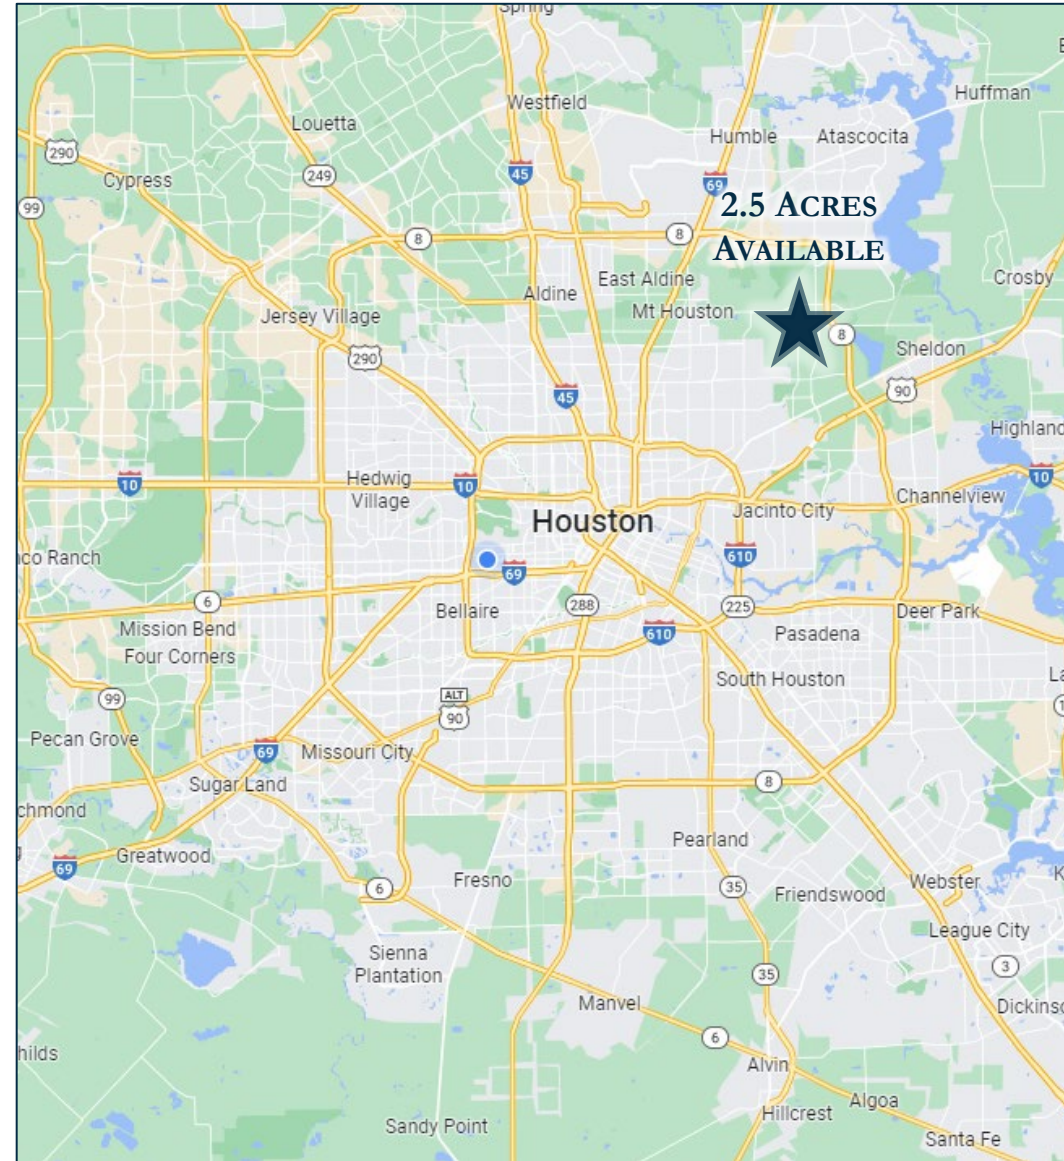 Spring
Huffman
Westfield
Louetta
Humble
Atascocita
290
45
249
69
Cypress
99
2.5 ACRES
AVAILABLE
8
8
East Aldine
Crosby
Aldine
Mt Houston
Jersey Village
8
Sheldon
290
90
45
Highland
Hedwig
Village
10
10
10
Channelview
Jacinto City
Houston
co Ranch
610
69
6
288
225
Bellaire
Deer Park
Mission Bend
610
Pasadena
Four Corners
South Houston
99
ALT
90
Pecan Grove
69
Missouri City
Sugar Land
8
chmond
Pearland
Greatwood
69
Fresno
Webster
6
35
Friendswood
League City
Sienna
Plantation
3
35
Manvel
Dickinso
6
hilds
Alvin
Algoa
Hillcrest
Sandy Point
Santa Fe